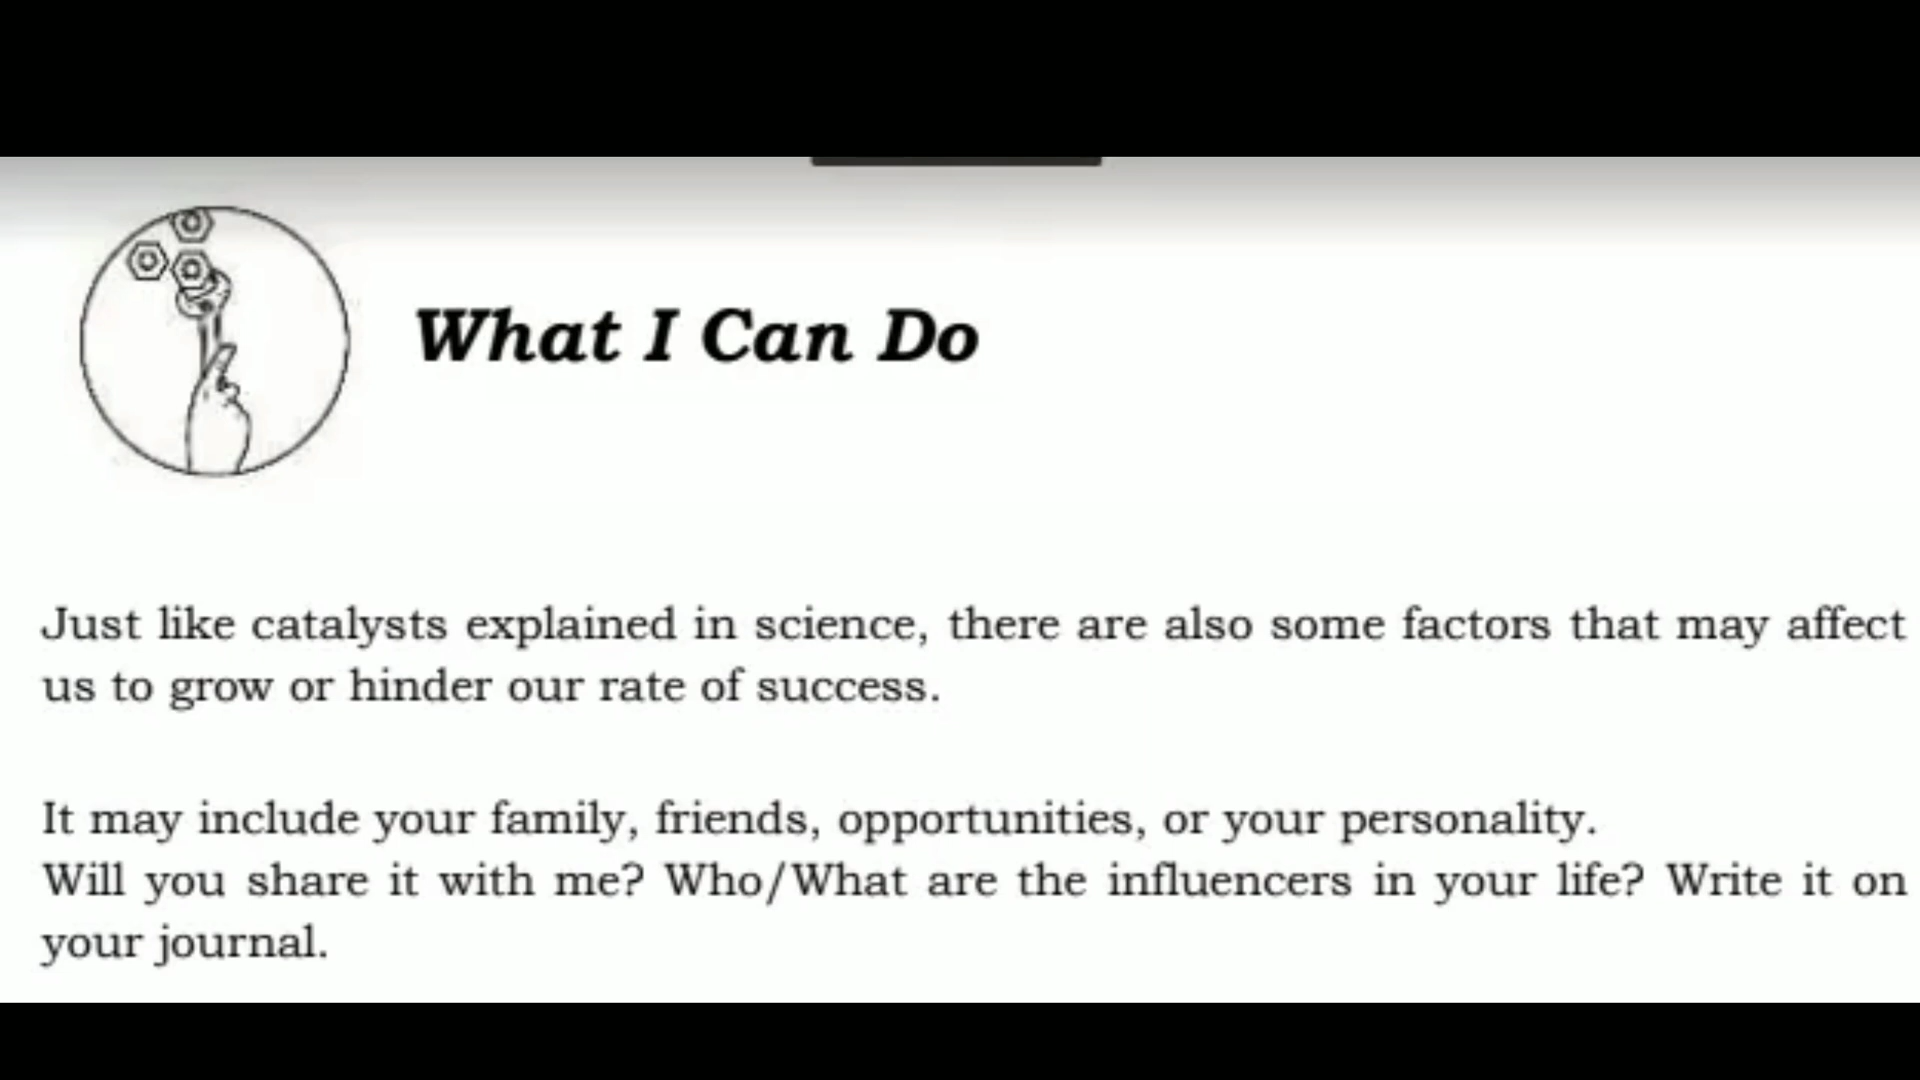 What I Can Do
Just like catalysts explained in science, there are also some factors that may affect
us to grow or hinder our rate of success.
It may include your family, friends, opportunities, or your personality.
Will you share it with me? Who/What are the influencers in your life? Write it on
your journal.